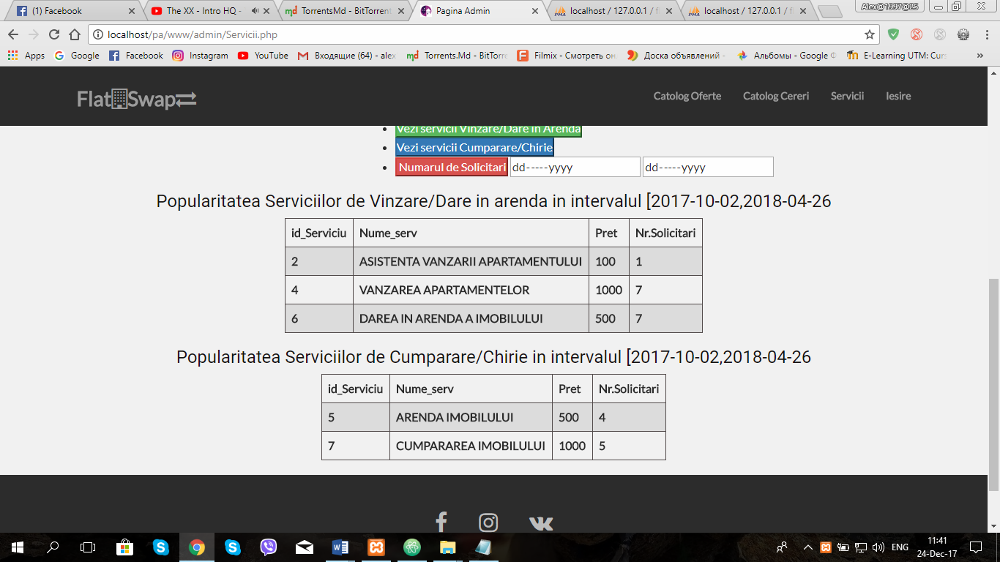 (1) Facebook
The XX - Intro HQ -
TorrentsMd - BitTorrent
Pagina Admin
localhost / 127.0.0.1 / f
localhost / 127.0.0.1 / f
Alex@1997@25
localhost/pa/www/admin/Servicii.php
Apps
Google
Facebook
Instagram
YouTube
Входящие (64) - alex
Torrents.Md - BitTorre
Filmix - Смотреть он
Доска объявлений -
Альбомы - Google Ф
E-Learning UTM: Cur
Flat Swap
Catolog Oferte
Catolog Cereri
Servicii
Iesire
Vezi servicii Vinzare/Dare in Arenda
Vezi servicii Cumparare/Chirie
Numarul de Solicitari dd-----yyyy dd-----yyyy
Popularitatea Serviciilor de Vinzare/Dare in arenda in intervalul [2017-10-02,2018-04-26
id_Serviciu Nume_serv Pret Nr.Solicitari
2 ASISTENTA VANZARII APARTAMENTULUI 100 1
4 VANZAREA APARTAMENTELOR 1000 7
6 DAREA IN ARENDA A IMOBILULUI 500 7
Popularitatea Serviciilor de Cumparare/Chirie in intervalul [2017-10-02,2018-04-26
id_Serviciu Nume_serv Pret Nr.Solicitari
5 ARENDA IMOBILULUI 500 4
7 CUMPARAREA IMOBILULUI 1000 5
ENG
11:41
24-Dec-17